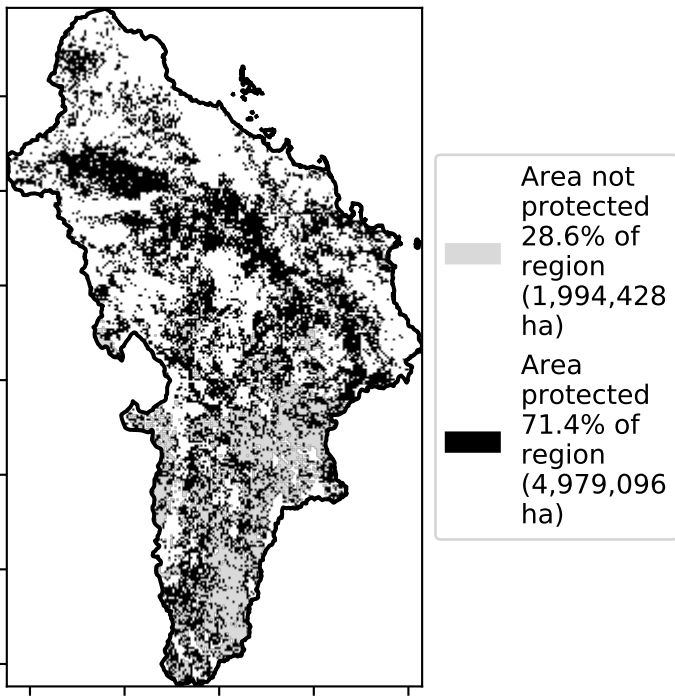 Area not
protected
28.6% of
region
(1,994,428
ha)
Area
protected
71.4% of
region
(4,979,096
ha)